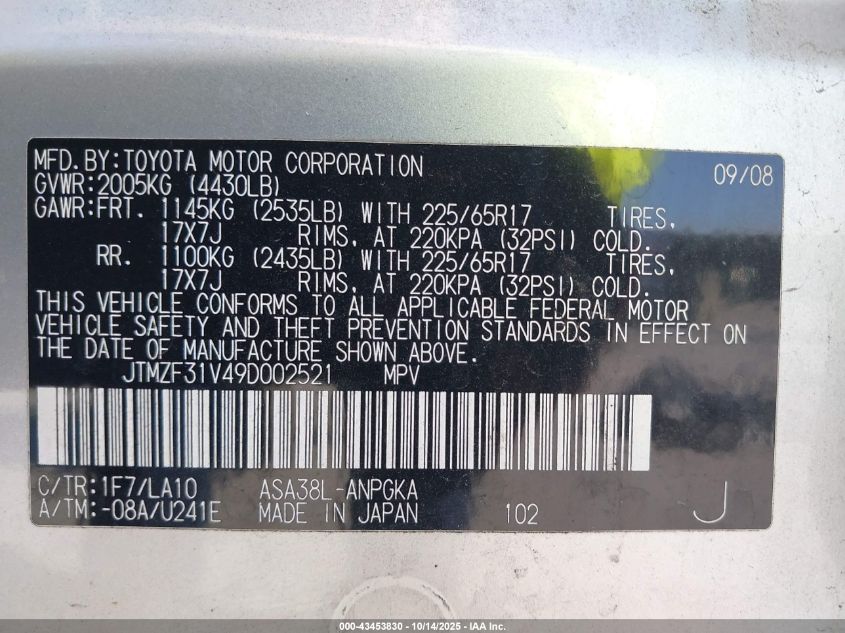 MFD.BY:TOYOTA MOTOR CORPORATION 09/08
GVWR:2005KG (4430LB)
GAWR:FRT. 1145KG (2535LB) WITH 225/65R17 TIRES,
17X7J RIMS, AT 220KPA (32PSI) COLD.
RR. 1100KG (2435LB) WITH 225/65R17 TIRES,
17X7J RIMS, AT 220KPA (32PSI) COLD.
THIS VEHICLE CONFORMS TO ALL APPLICABLE FEDERAL MOTOR
VEHICLE SAFETY AND THEFT PREVENTION STANDARDS IN EFFECT ON
THE DATE OF MANUFACTURE SHOWN ABOVE.
JTMZF31V49D002521 MPV
C/TR:1F7/LA10 ASA38L-ANPGKA
A/TM:-08A/U241E MADE IN JAPAN 102 J
000-43453830 - 10/14/2025 - IAA Inc.